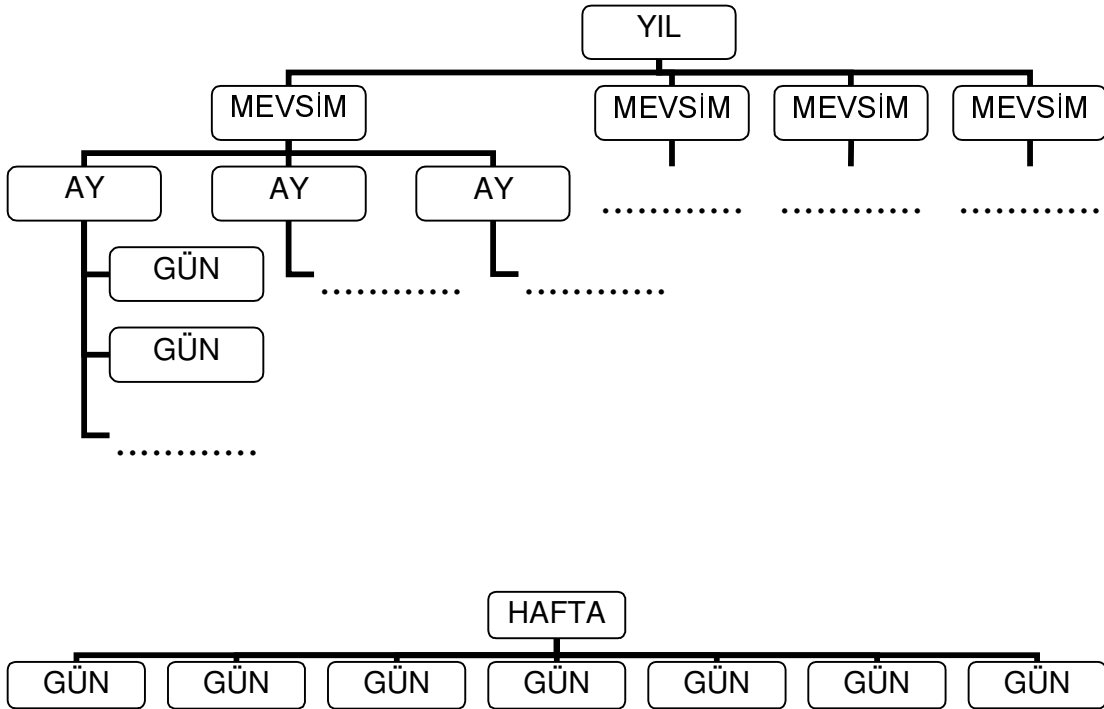 YIL
MEVSİM MEVSİM MEVSİM MEVSİM
AY AY AY
............ ............ ............
GÜN
............ ............
GÜN
............
HAFTA
GÜN GÜN GÜN GÜN GÜN GÜN GÜN